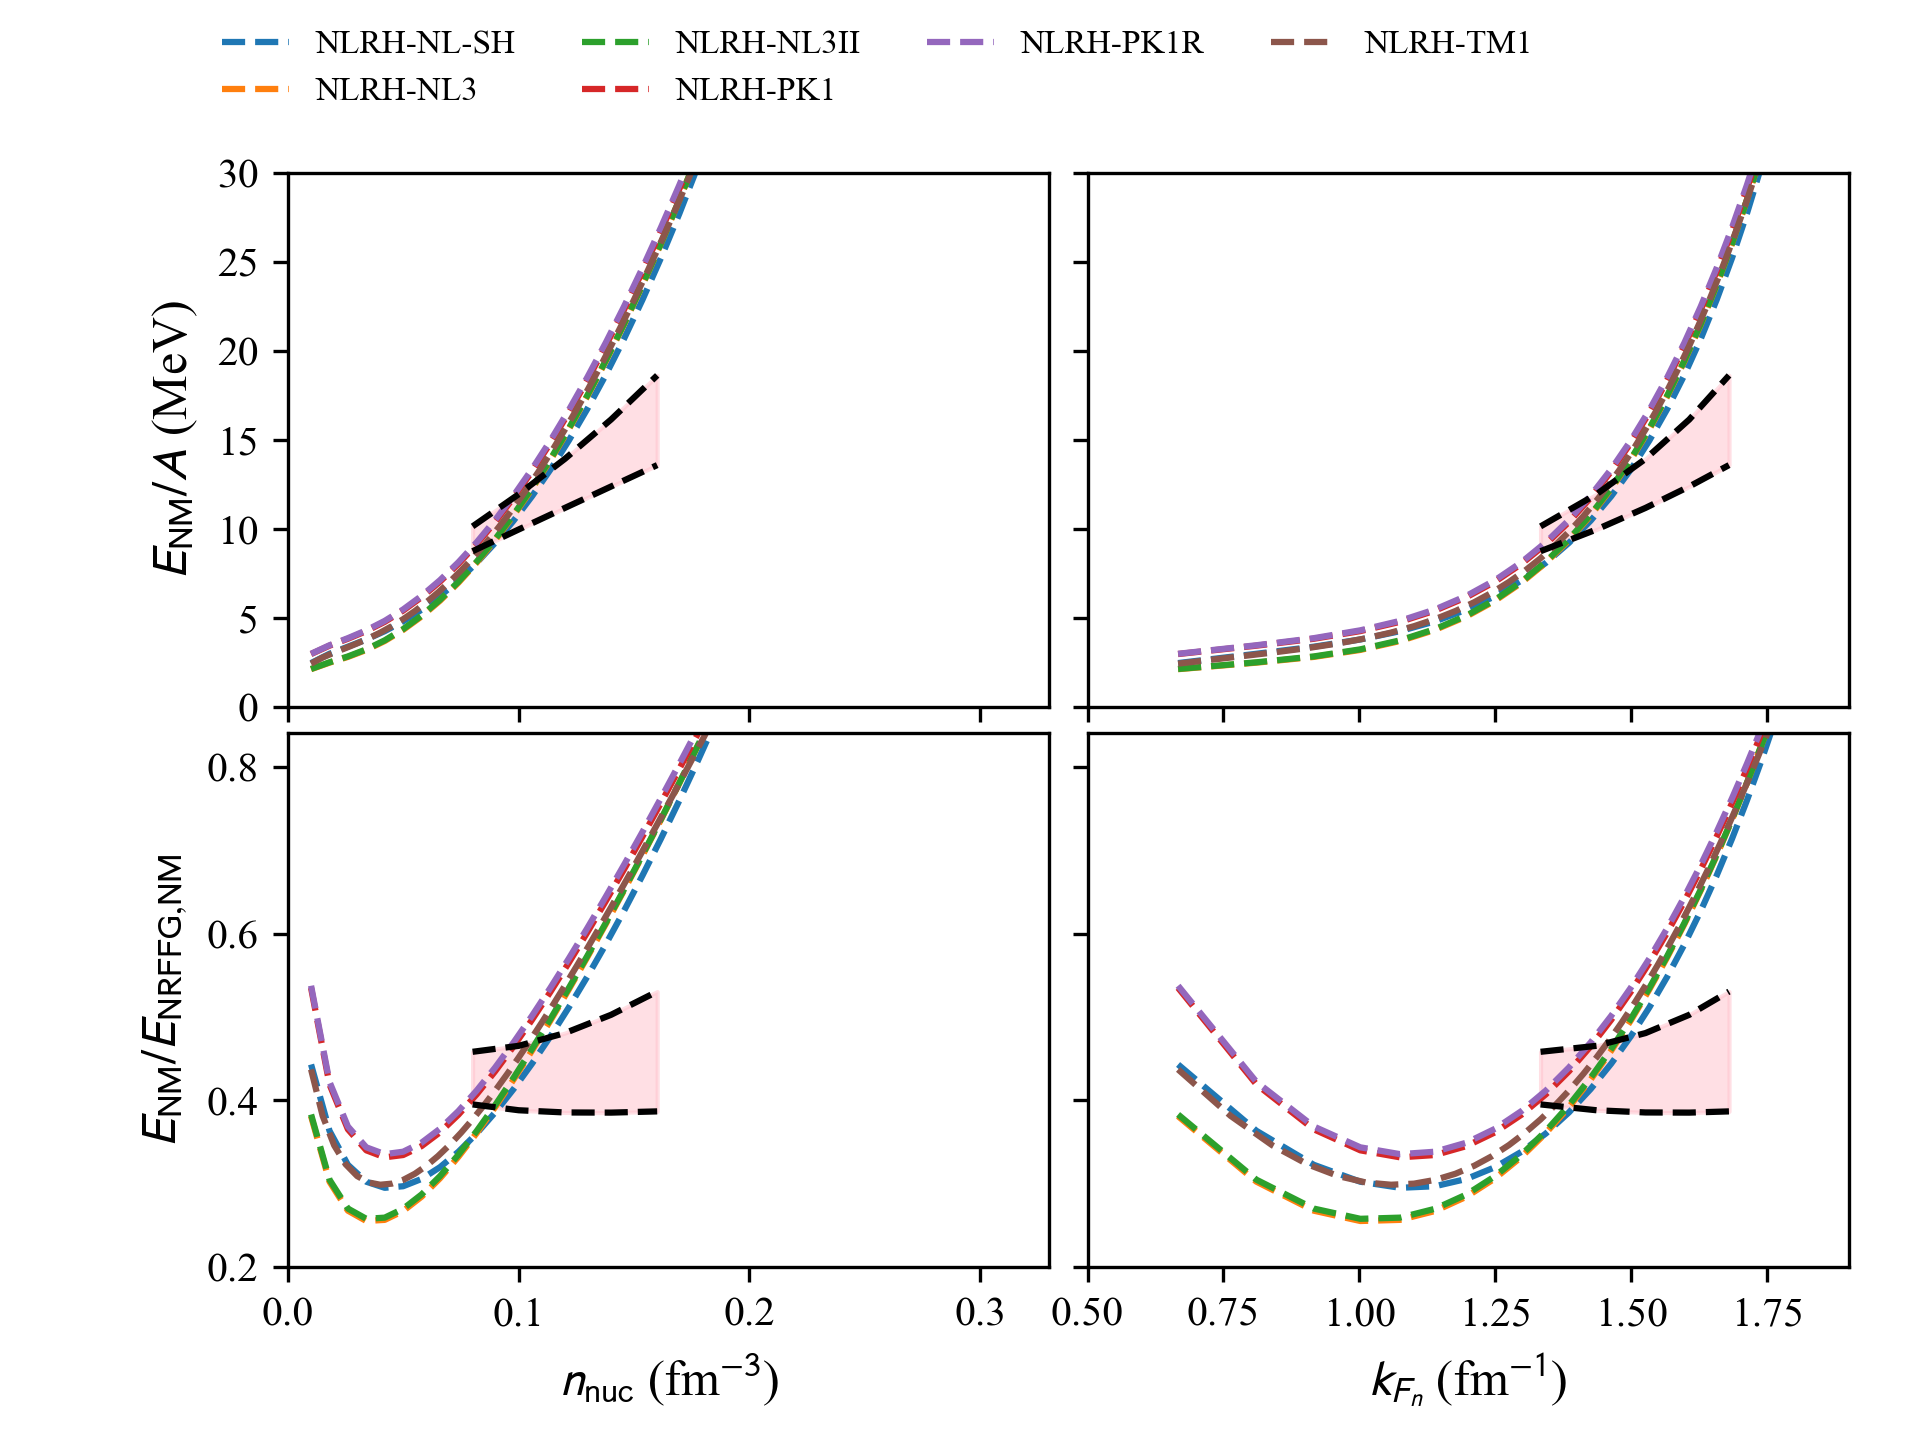 NLRH-NL-SH NLRH-NL3II NLRH-PK1R NLRH-TM1
NLRH-NL3 NLRH-PK1
30
25
20
15
10
5
0
E_NM/A (MeV)
0.8
0.6
0.4
0.2
E_NM/E_NRFFG,NM
0.0 0.1 0.2 0.3 0.50 0.75 1.00 1.25 1.50 1.75
n_nuc (fm⁻³) k_{F_n} (fm⁻¹)